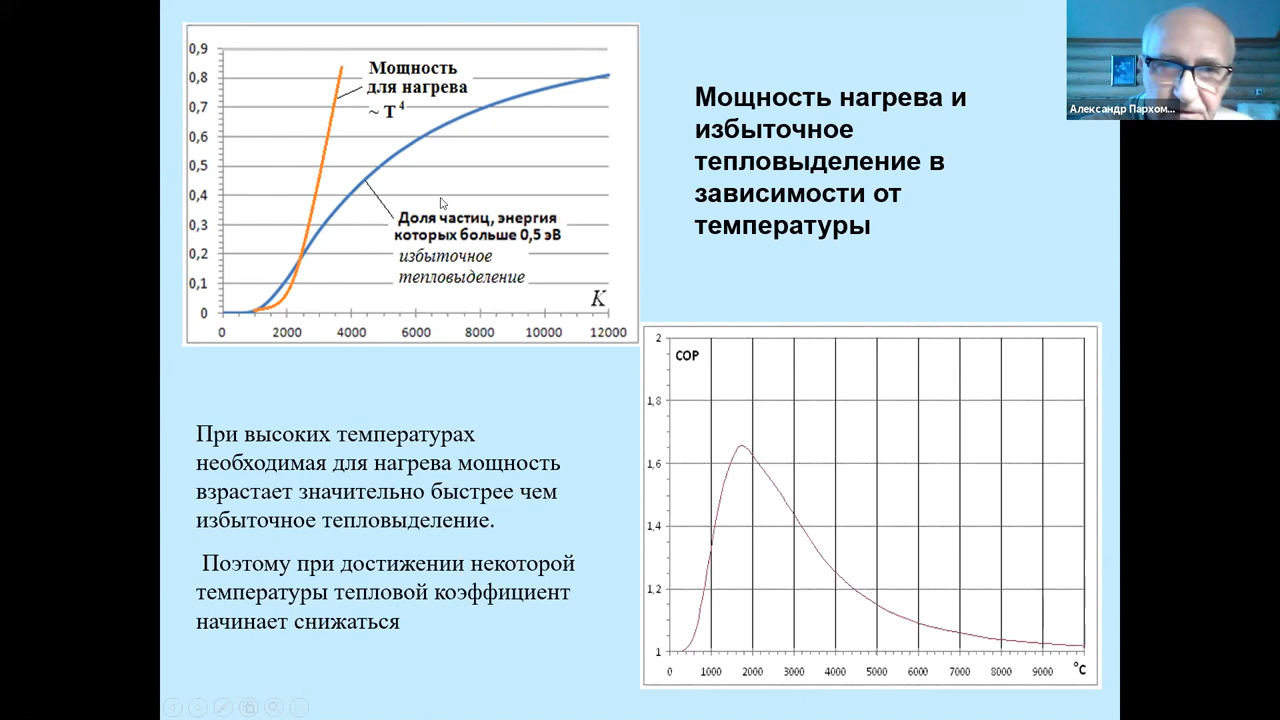 0,9
0,8
0,7
0,6
0,5
0,4
0,3
0,2
0,1
0
Мощность
для нагрева
~ T⁴
Доля частиц, энергия
которых больше 0,5 эВ
избыточное
тепловыделение
K
0 2000 4000 6000 8000 10000 12000
Мощность нагрева и
избыточное
тепловыделение в
зависимости от
температуры
Александр Пархом...
При высоких температурах
необходимая для нагрева мощность
взрастает значительно быстрее чем
избыточное тепловыделение.
Поэтому при достижении некоторой
температуры тепловой коэффициент
начинает снижаться
COP
2
1,8
1,6
1,4
1,2
1
0 1000 2000 3000 4000 5000 6000 7000 8000 9000 °C